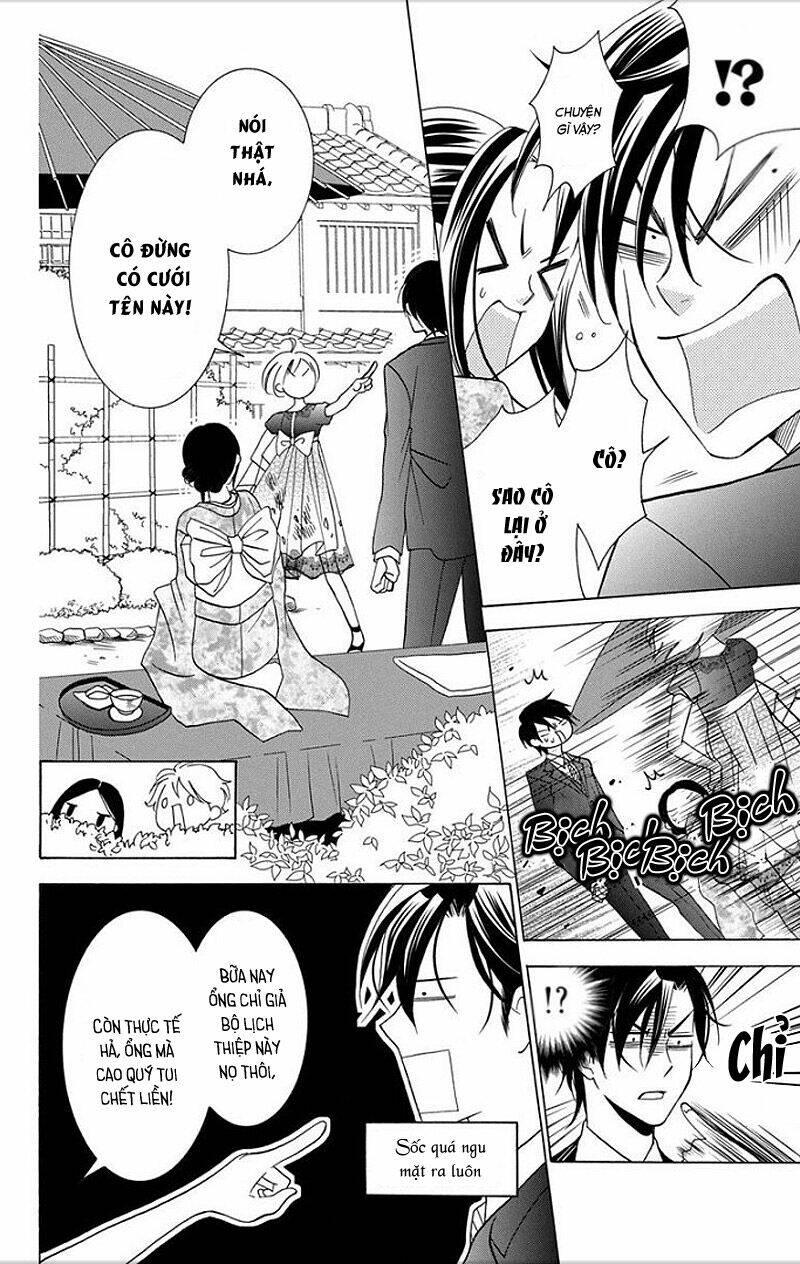 !?
CHUYỆN
GÌ VẬY?
CÔ?
SAO CÔ
LẠI Ở
ĐÂY?
Bịch
Bịch
Bịch
Bịch
!?
Chỉ
NÓI
THẬT
NHÁ,
CÔ ĐỪNG
CÓ CƯỚI
TÊN NÀY!
BỮA NAY
ỔNG CHỈ GIẢ
BỘ LỊCH
THIỆP NÀY
NỌ THÔI,
CÒN THỰC TẾ
HẢ, ỔNG MÀ
CAO QUÝ TUI
CHẾT LIỀN!
Sốc quá ngu
mặt ra luôn